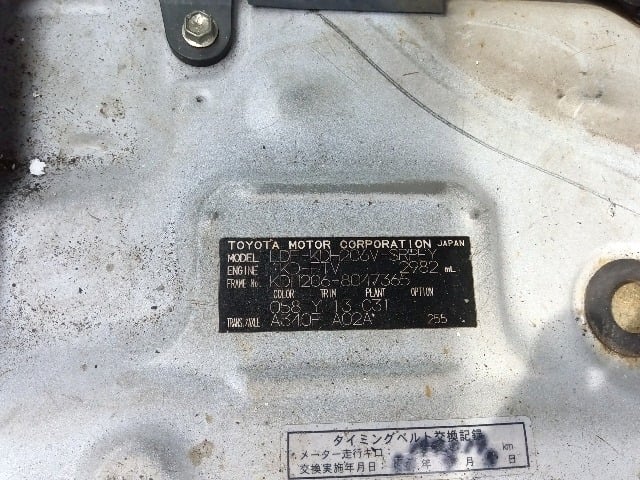 TOYOTA MOTOR CORPORATION JAPAN
MODEL LDF-KDH206V-SRPEY
ENGINE 1KD-FTV 2982 mL
FRAME No. KDH206-8047365
COLOR TRIM PLANT OPTION
058 Y 13 C31
TRANS./AXLE A340F A02A 255
タイミングベルト交換記録
メーター走行キロ: km
交換実施年月日: 年 月 日